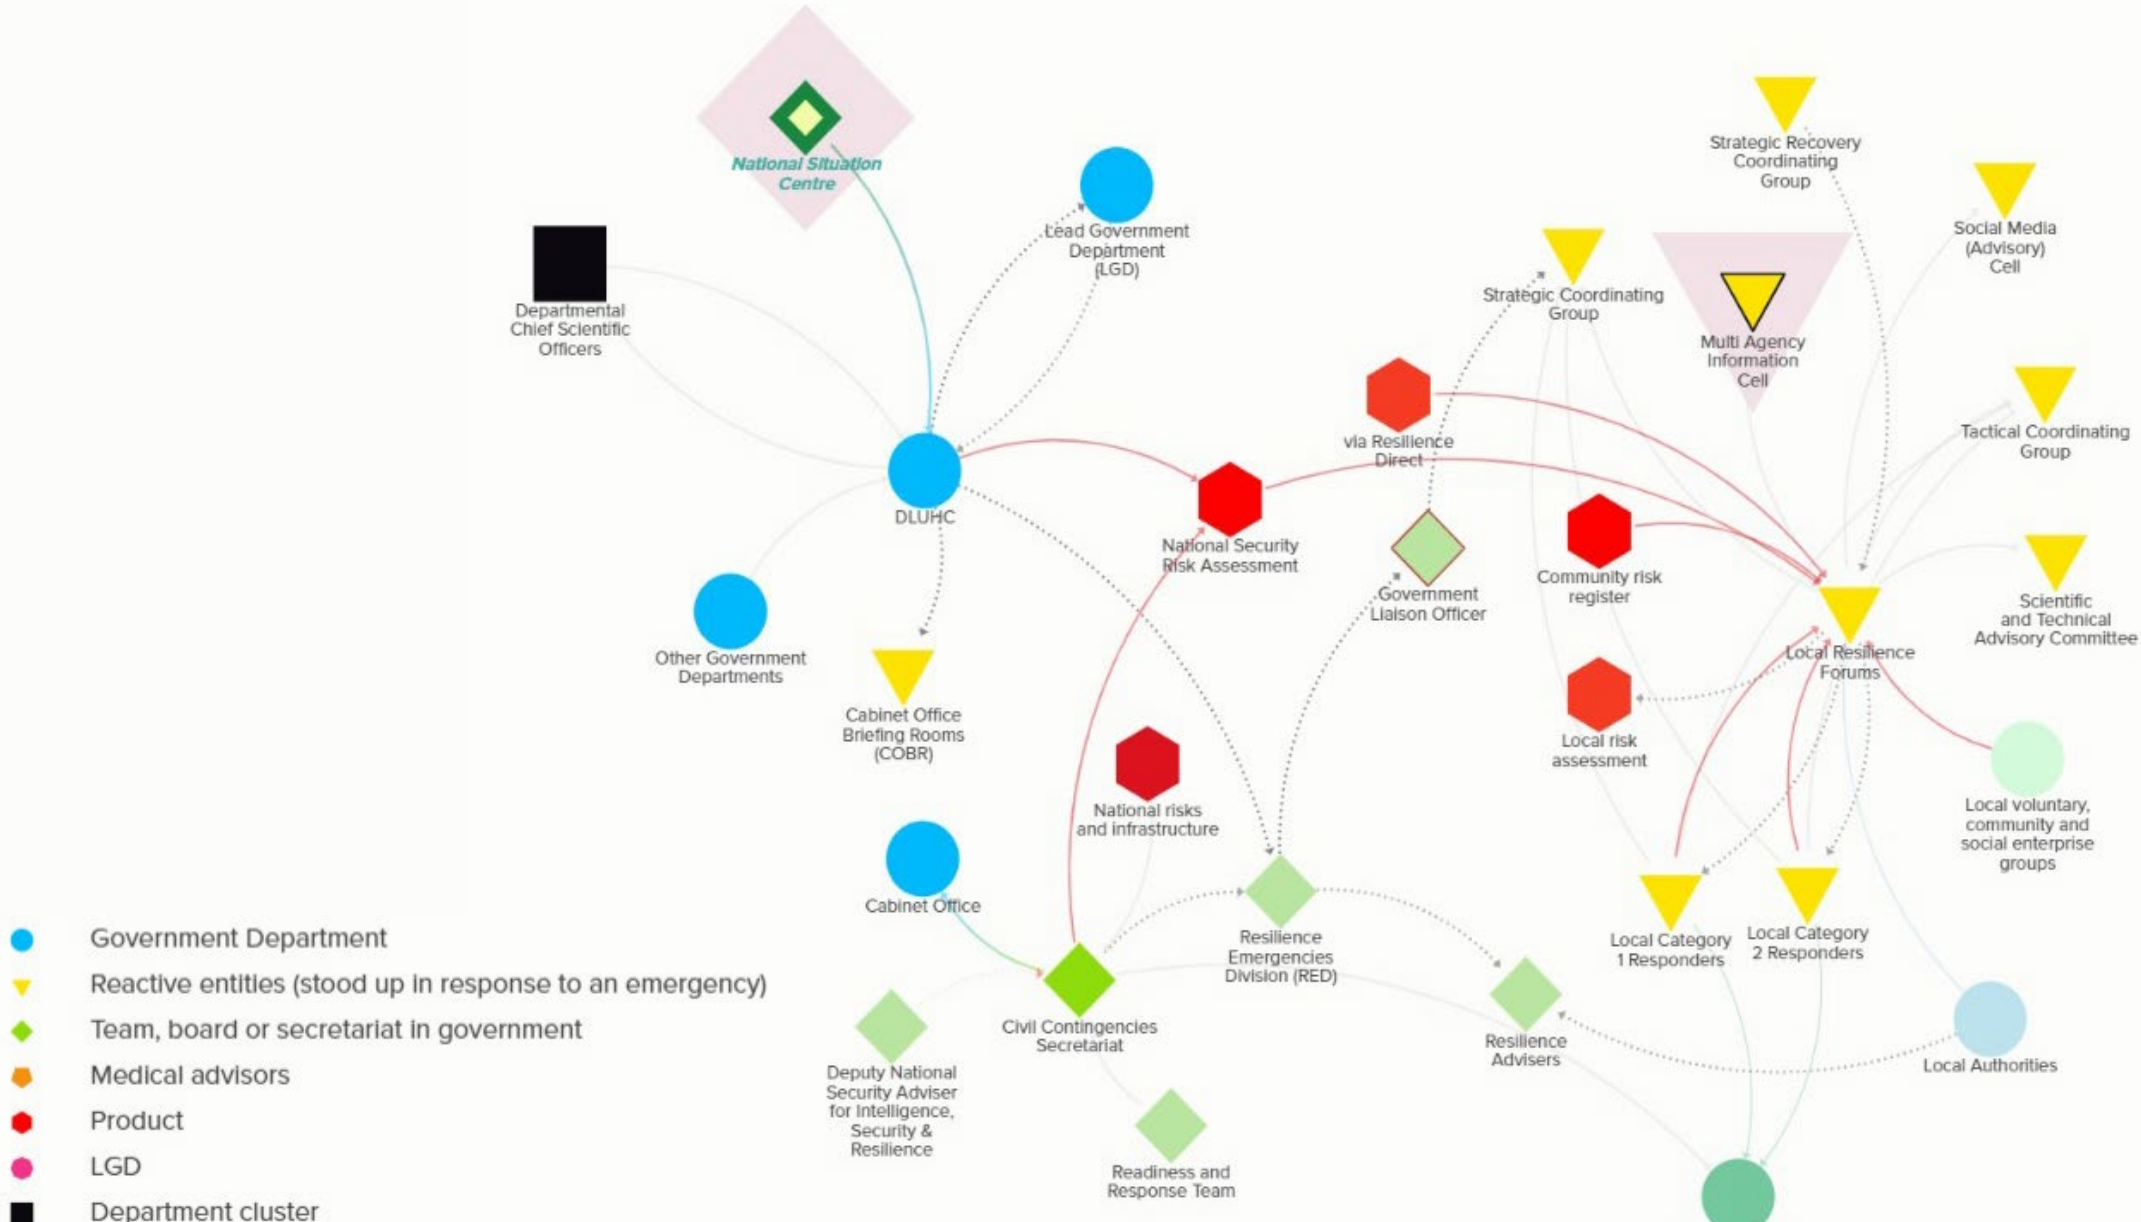 National Situation
Centre
Strategic Recovery
Coordinating
Group
Lead Government
Department
(LGD)
Social Media
(Advisory)
Cell
Departmental
Chief Scientific
Officers
Strategic Coordinating
Group
Multi Agency
Information
Cell
via Resilience
Direct
Tactical Coordinating
Group
DLUHC
National Security
Risk Assessment
Community risk
register
Government
Liaison Officer
Scientific
and Technical
Advisory Committee
Other Government
Departments
Local Resilience
Forums
Cabinet Office
Briefing Rooms
(COBR)
Local risk
assessment
National risks
and infrastructure
Local voluntary,
community and
social enterprise
groups
Cabinet Office
Resilience
Emergencies
Division (RED)
Local Category
1 Responders
Local Category
2 Responders
Civil Contingencies
Secretariat
Resilience
Advisers
Local Authorities
Deputy National
Security Adviser
for Intelligence,
Security &
Resilience
Readiness and
Response Team
Government Department
Reactive entities (stood up in response to an emergency)
Team, board or secretariat in government
Medical advisors
Product
LGD
Department cluster